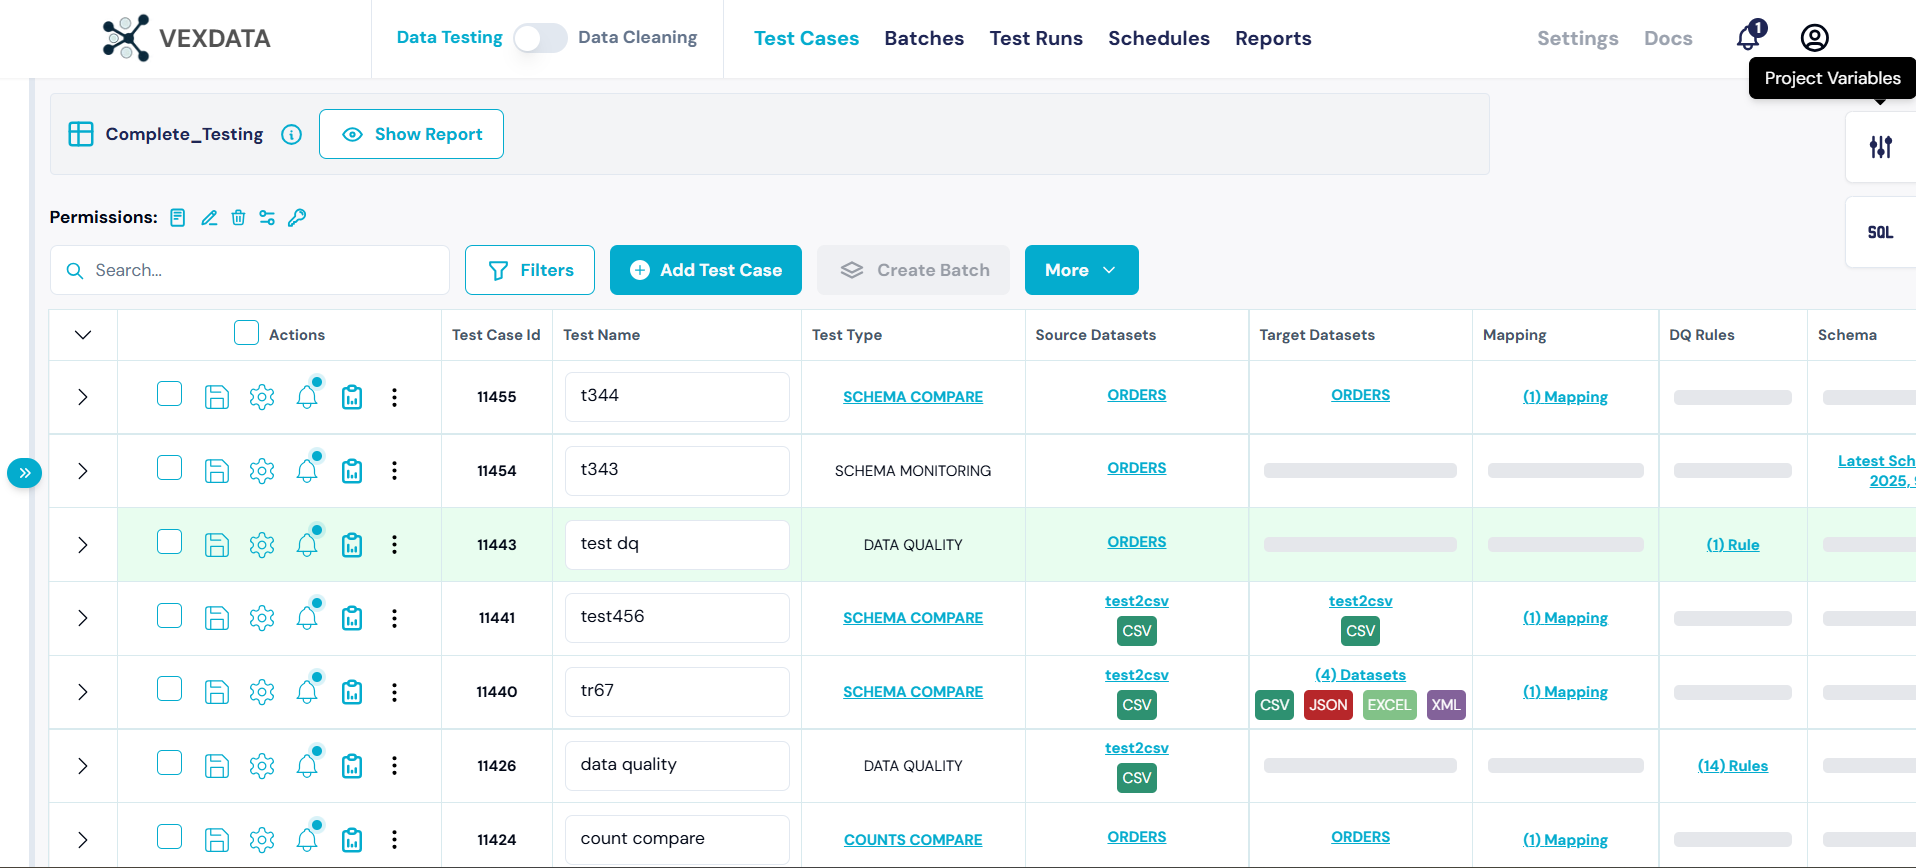 VEXDATA
Data Testing Data Cleaning
Test Cases Batches Test Runs Schedules Reports
Settings Docs 1
Project Variables
Complete_Testing Show Report
SQL
Permissions:
Search... Filters Add Test Case Create Batch More
Actions Test Case Id Test Name Test Type Source Datasets Target Datasets Mapping DQ Rules Schema
11455 t344 SCHEMA COMPARE ORDERS ORDERS (1) Mapping
11454 t343 SCHEMA MONITORING ORDERS Latest Sch
2025,
11443 test dq DATA QUALITY ORDERS (1) Rule
11441 test456 SCHEMA COMPARE test2csv test2csv (1) Mapping
CSV CSV
11440 tr67 SCHEMA COMPARE test2csv (4) Datasets (1) Mapping
CSV CSV JSON EXCEL XML
11426 data quality DATA QUALITY test2csv (14) Rules
CSV
11424 count compare COUNTS COMPARE ORDERS ORDERS (1) Mapping